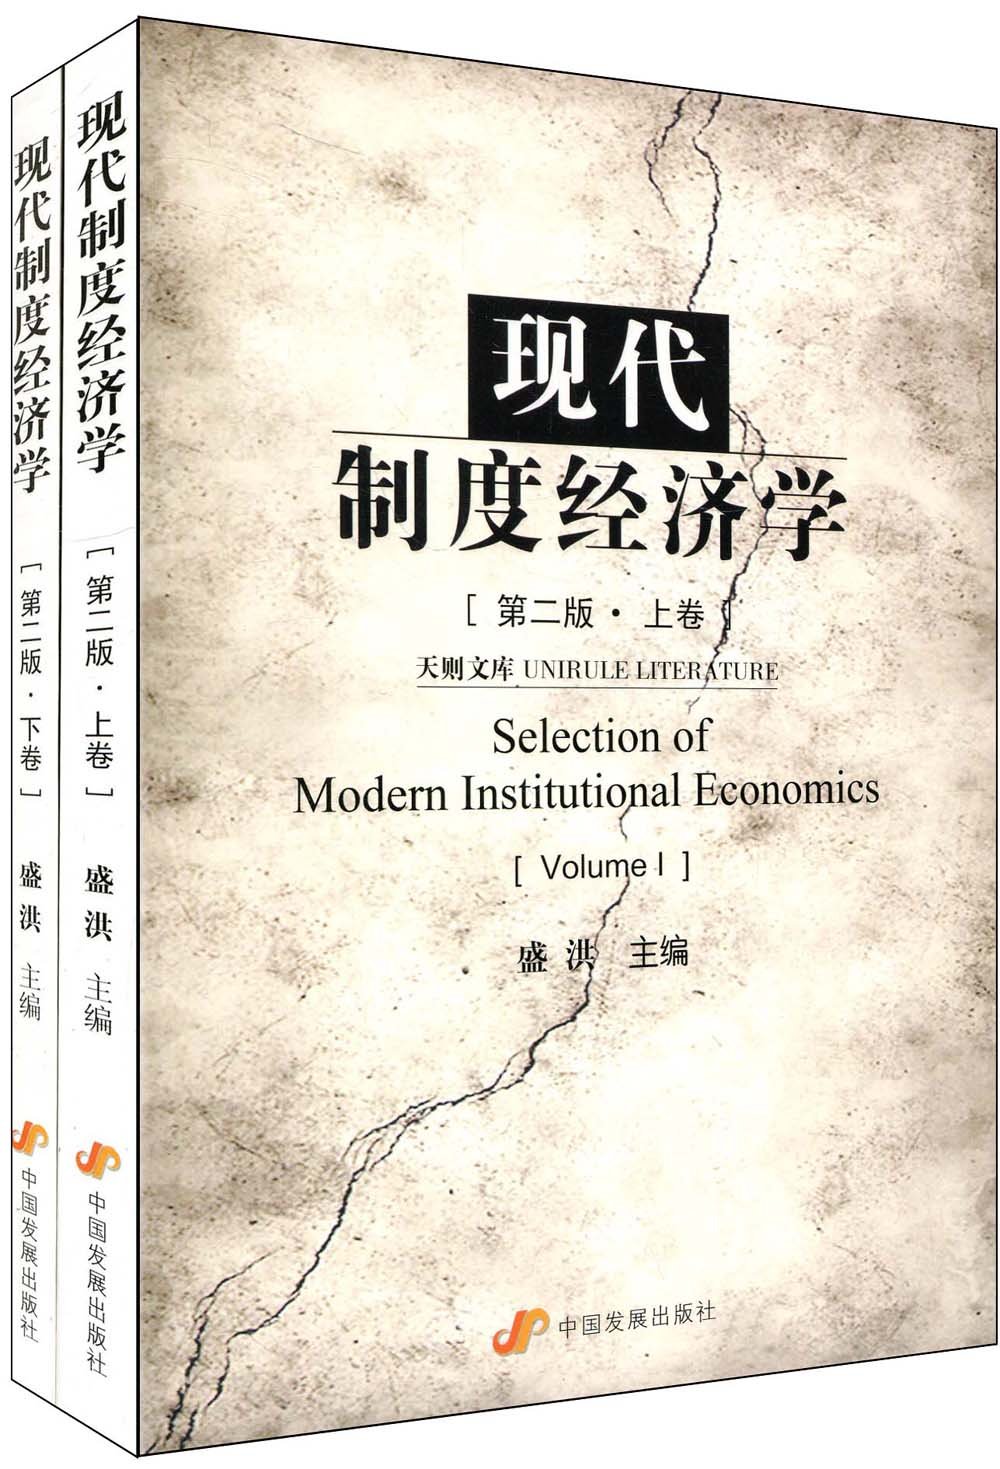 现代制度经济学
[第二版·下卷]
盛洪 主编
中国发展出版社
现代制度经济学
[第二版·上卷]
盛洪 主编
中国发展出版社
现代
制度经济学
[ 第二版·上卷 ]
天则文库 UNIRULE LITERATURE
Selection of
Modern Institutional Economics
[ Volume I ]
盛洪 主编
中国发展出版社